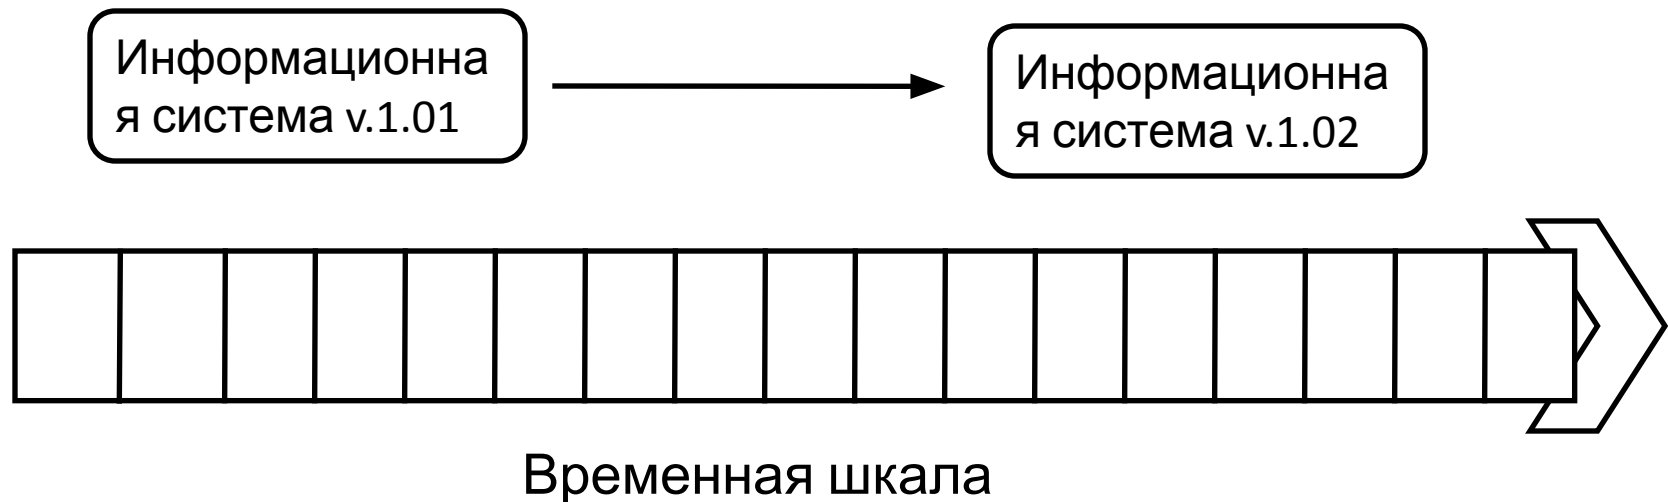 Информационна
я система v.1.01
Информационна
я система v.1.02
Временная шкала